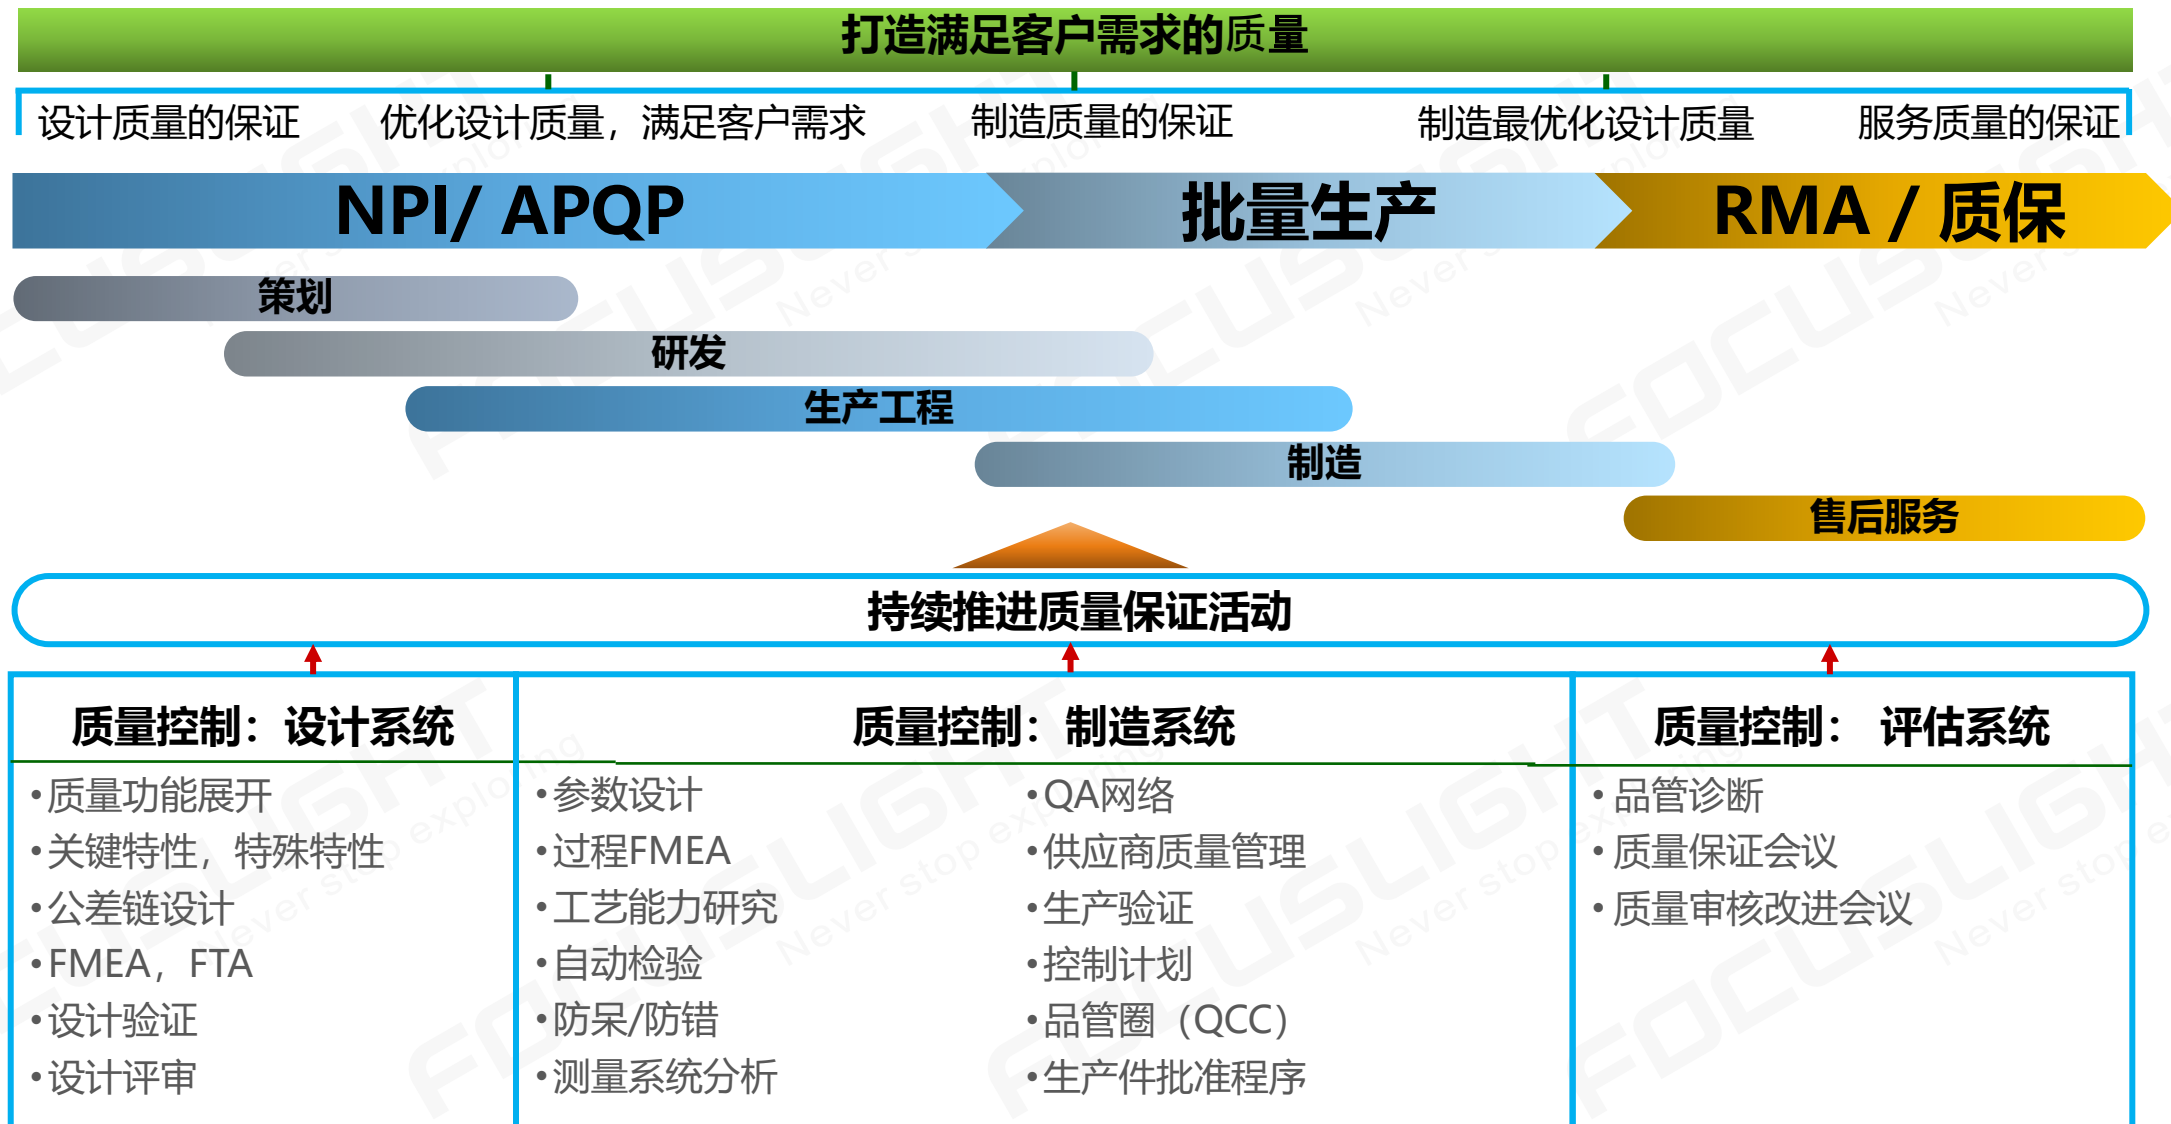 打造满足客户需求的质量
设计质量的保证
优化设计质量，满足客户需求
制造质量的保证
制造最优化设计质量
服务质量的保证
NPI/ APQP
批量生产
RMA / 质保
策划
研发
生产工程
制造
售后服务
持续推进质量保证活动
质量控制：设计系统
•质量功能展开
•关键特性，特殊特性
•公差链设计
•FMEA，FTA
•设计验证
•设计评审
质量控制：制造系统
•参数设计
•过程FMEA
•工艺能力研究
•自动检验
•防呆/防错
•测量系统分析
•QA网络
•供应商质量管理
•生产验证
•控制计划
•品管圈（QCC）
•生产件批准程序
质量控制： 评估系统
• 品管诊断
• 质量保证会议
• 质量审核改进会议
FOCUSLIGHT
Never stop exploring